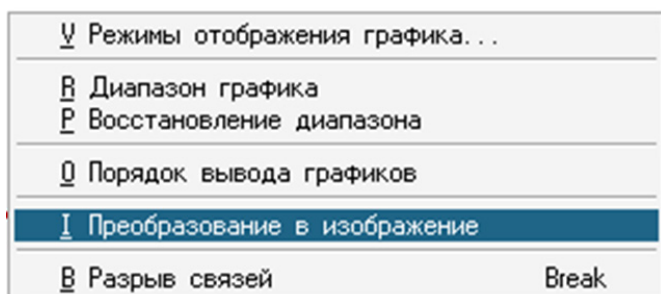 V Режимы отображения графика...
R Диапазон графика
P Восстановление диапазона
O Порядок вывода графиков
I Преобразование в изображение
B Разрыв связей Break